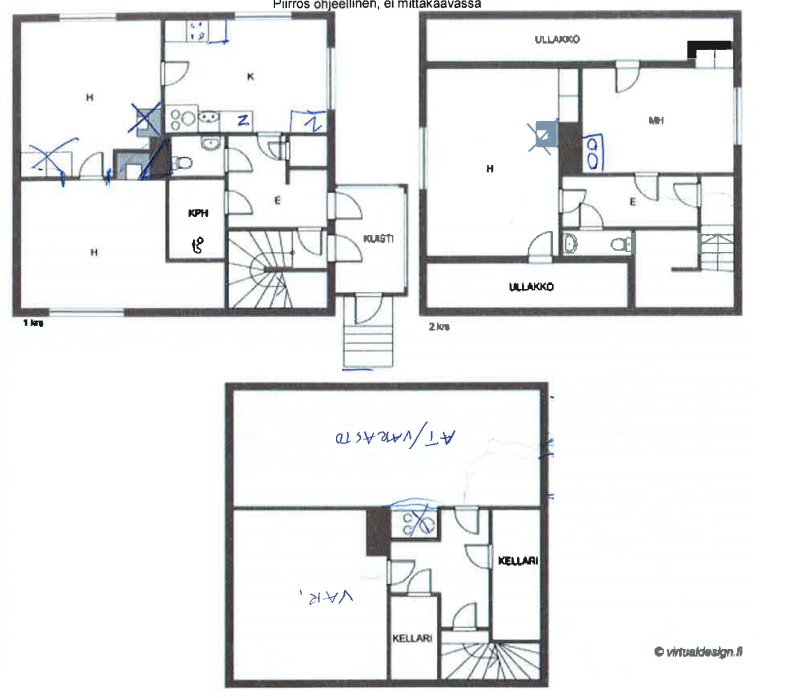 Piirros ohjeellinen, ei mittakaavassa
H
K
H
E
KPH
KUISTI
1 krs
ULLAKKO
MH
H
E
ULLAKKO
2 krs
AT/VARASTO
VAR.
KELLARI
KELLARI
© virtualdesign.fi